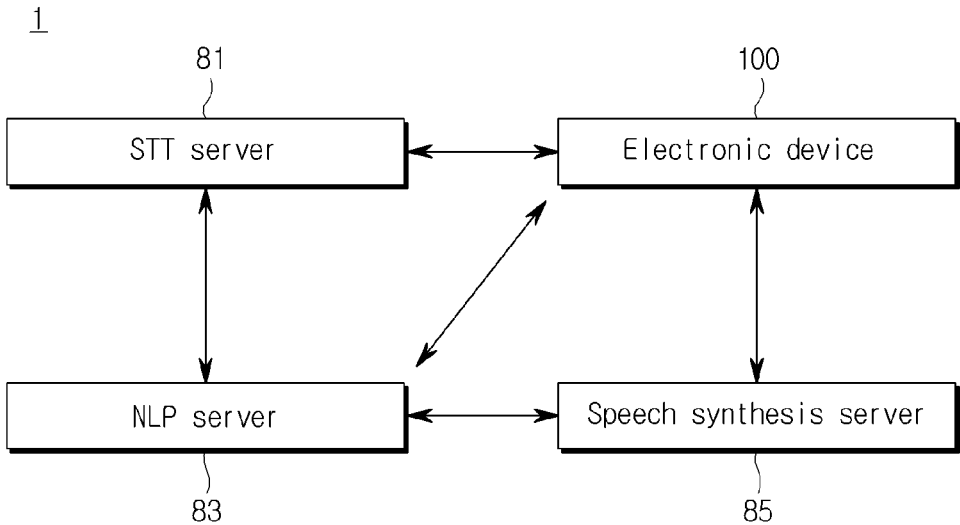 1
81
100
STT server
Electronic device
NLP server
Speech synthesis server
83
85